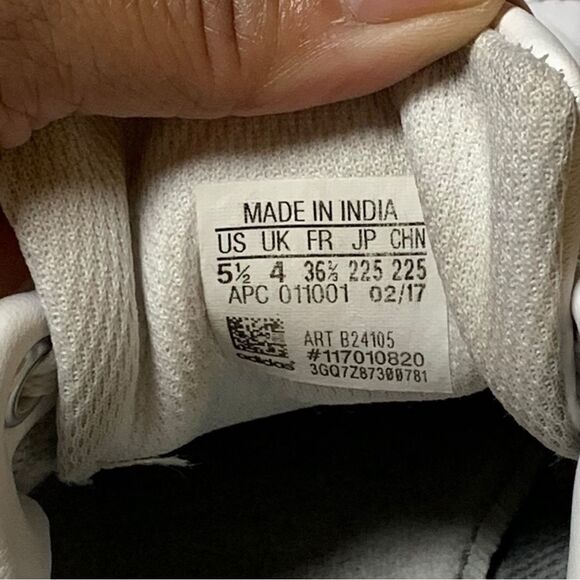 MADE IN INDIA
US UK FR JP CHN
5½ 4 36⅔ 225 225
APC 011001 02/17
ART B24105
#117010820
adidas 3GQ7Z87300781